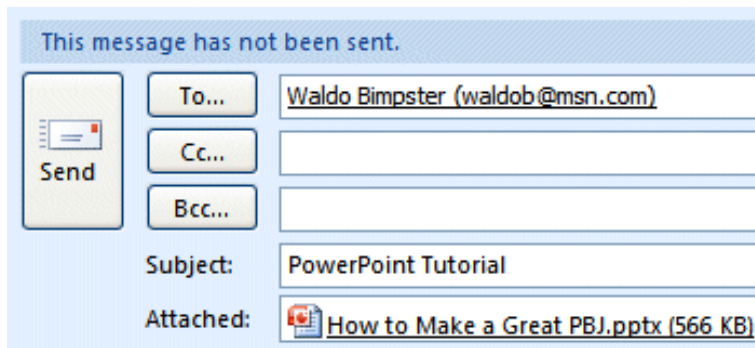 This message has not been sent.
To...
Waldo Bimpster (waldob@msn.com)
Send
Cc...
Bcc...
Subject:
PowerPoint Tutorial
Attached:
How to Make a Great PBJ.pptx (566 KB)